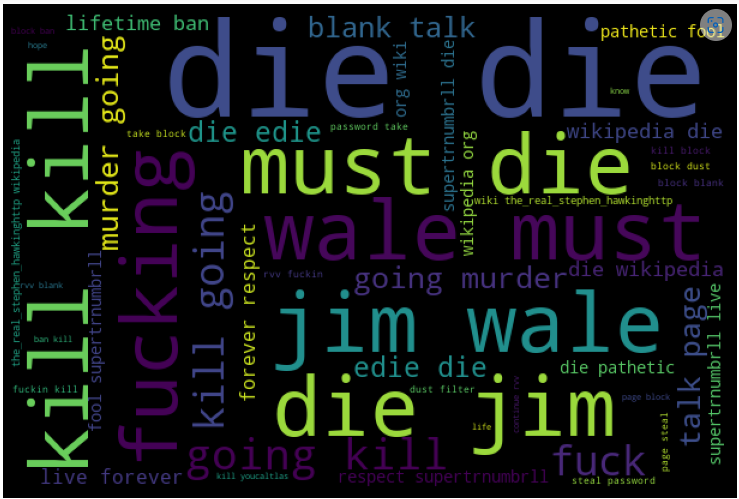 block ban
lifetime ban
blank talk
pathetic fool
hope
kill kill
murder going
die die
org wiki
supertrnumbrll die
know
take block
die edie
password take
wikipedia die
must die
wikipedia org
kill block
block dust
block blank
the_real_stephen_hawkinghttp wikipedia
fucking
kill going
wale must
wiki the_real_stephen_hawkinghttp
forever respect
rvv fuckin
going murder
die wikipedia
rvv blank
fool supertrnumbrll
jim wale
talk page
supertrnumbrll live
ban kill
edie die
die pathetic
fuckin kill
die jim
dust filter
continue rvv
page block
life
page steal
going kill
fuck
live forever
kill youcaltlas
respect supertrnumbrll
steal password